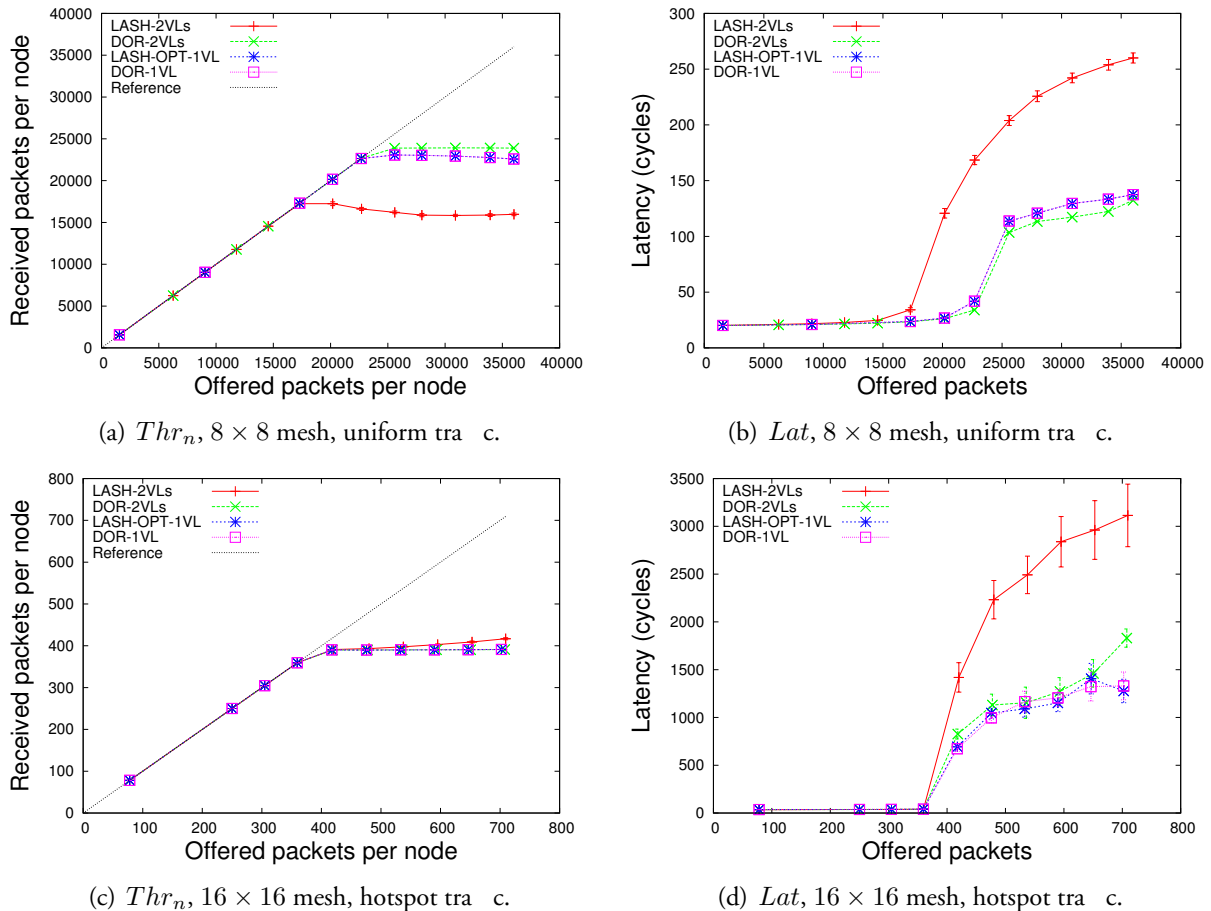 LASH-2VLs
DOR-2VLs
LASH-OPT-1VL
DOR-1VL
Reference
40000
35000
30000
25000
20000
15000
10000
5000
0
0 5000 10000 15000 20000 25000 30000 35000 40000
Received packets per node
Offered packets per node
(a) Thr_n, 8 × 8 mesh, uniform tra c.
LASH-2VLs
DOR-2VLs
LASH-OPT-1VL
DOR-1VL
300
250
200
150
100
50
0
0 5000 10000 15000 20000 25000 30000 35000 40000
Latency (cycles)
Offered packets
(b) Lat, 8 × 8 mesh, uniform tra c.
LASH-2VLs
DOR-2VLs
LASH-OPT-1VL
DOR-1VL
Reference
800
700
600
500
400
300
200
100
0
0 100 200 300 400 500 600 700 800
Received packets per node
Offered packets per node
(c) Thr_n, 16 × 16 mesh, hotspot tra c.
LASH-2VLs
DOR-2VLs
LASH-OPT-1VL
DOR-1VL
3500
3000
2500
2000
1500
1000
500
0
0 100 200 300 400 500 600 700 800
Latency (cycles)
Offered packets
(d) Lat, 16 × 16 mesh, hotspot tra c.